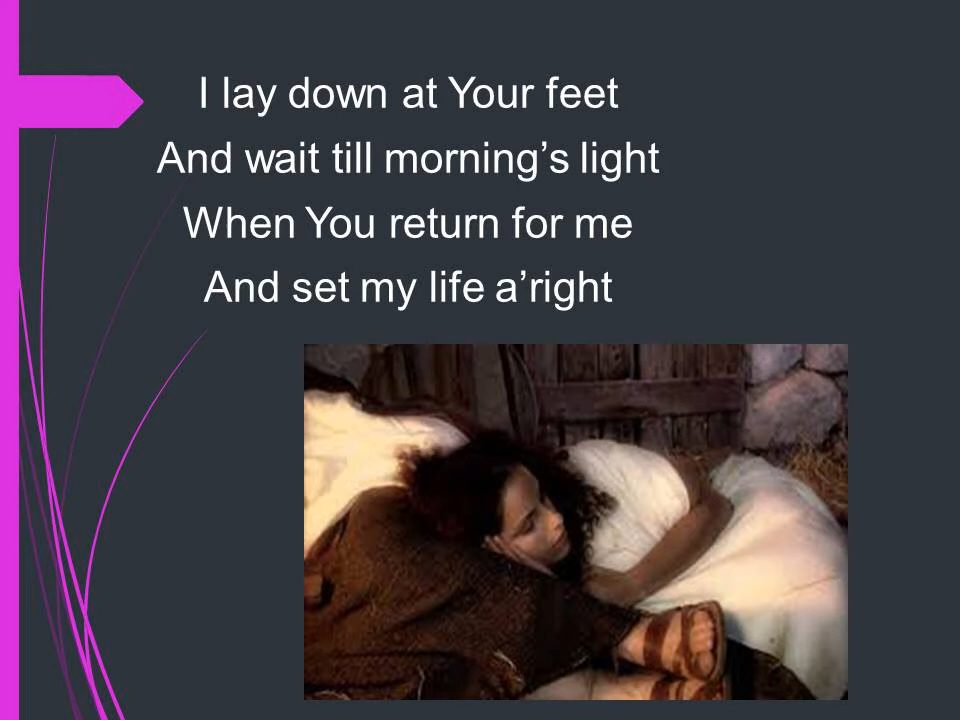 I lay down at Your feet
And wait till morning’s light
When You return for me
And set my life a’right